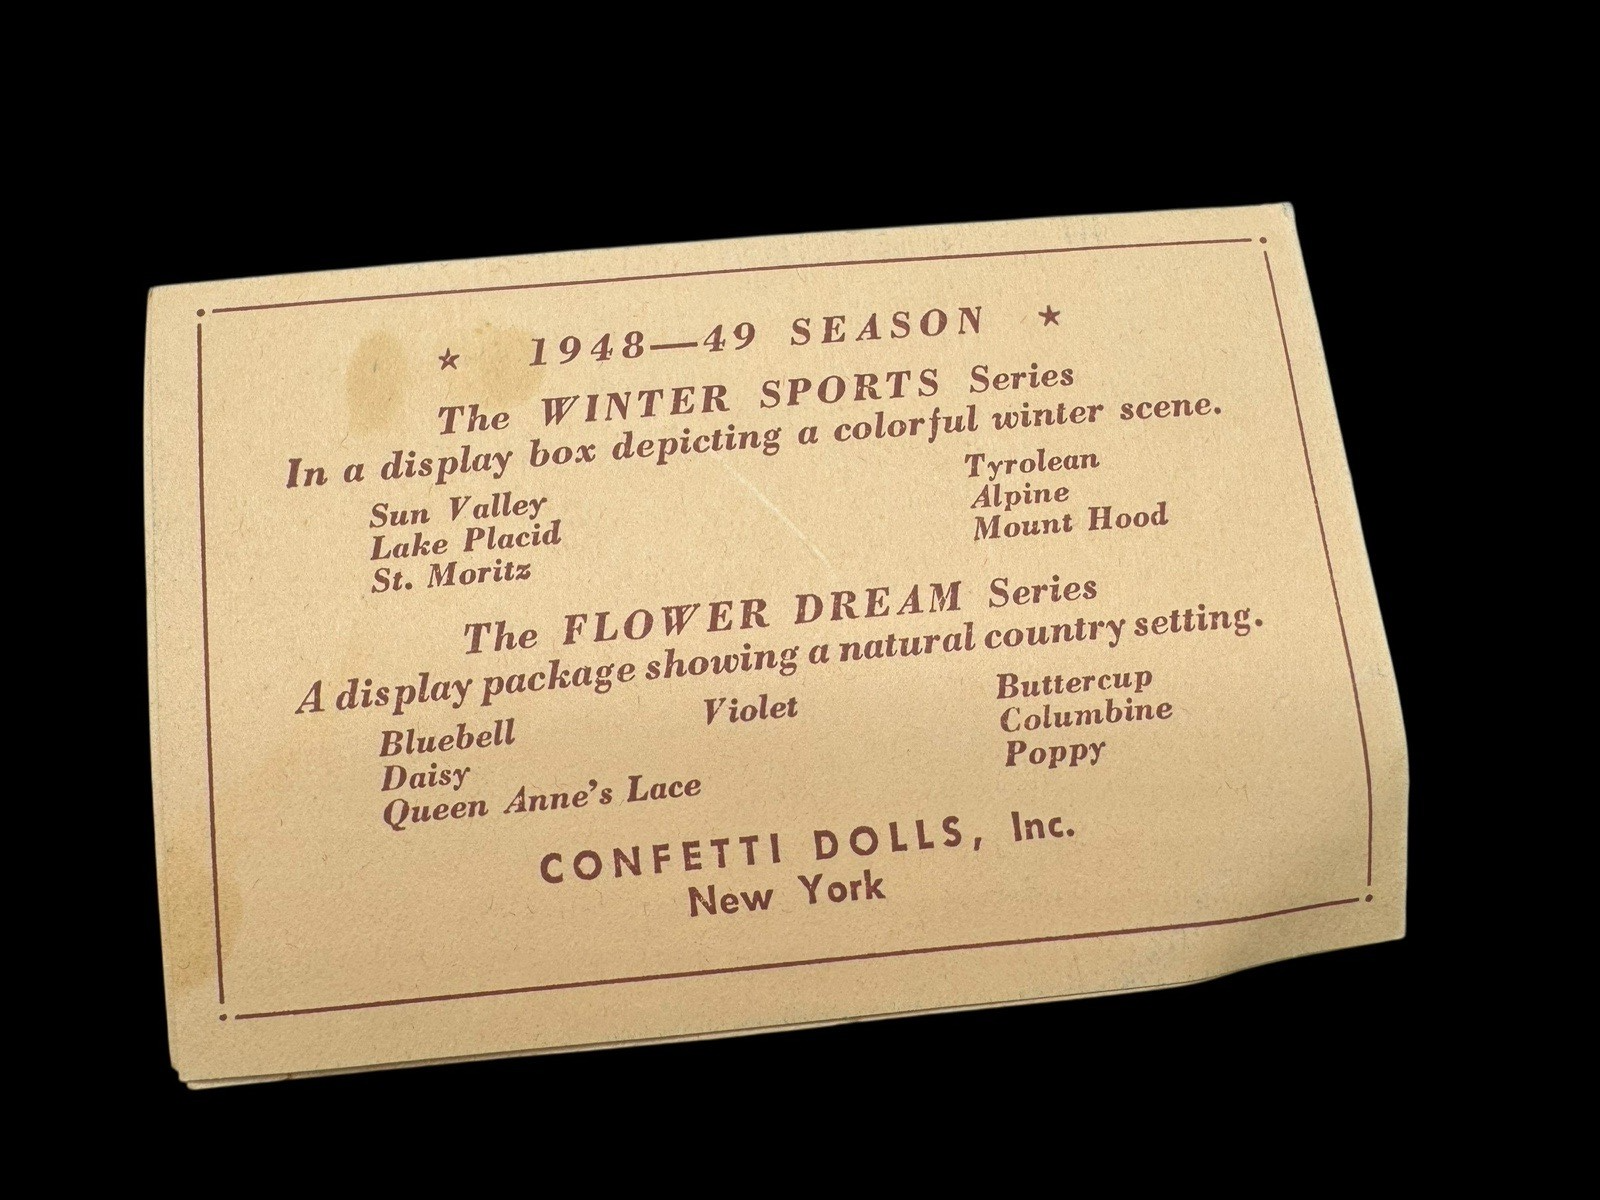 ★ 1948—49 SEASON ★
The WINTER SPORTS Series
In a display box depicting a colorful winter scene.
Sun Valley Tyrolean
Lake Placid Alpine
St. Moritz Mount Hood
The FLOWER DREAM Series
A display package showing a natural country setting.
Bluebell Violet Buttercup
Daisy Columbine
Queen Anne's Lace Poppy
CONFETTI DOLLS, Inc.
New York